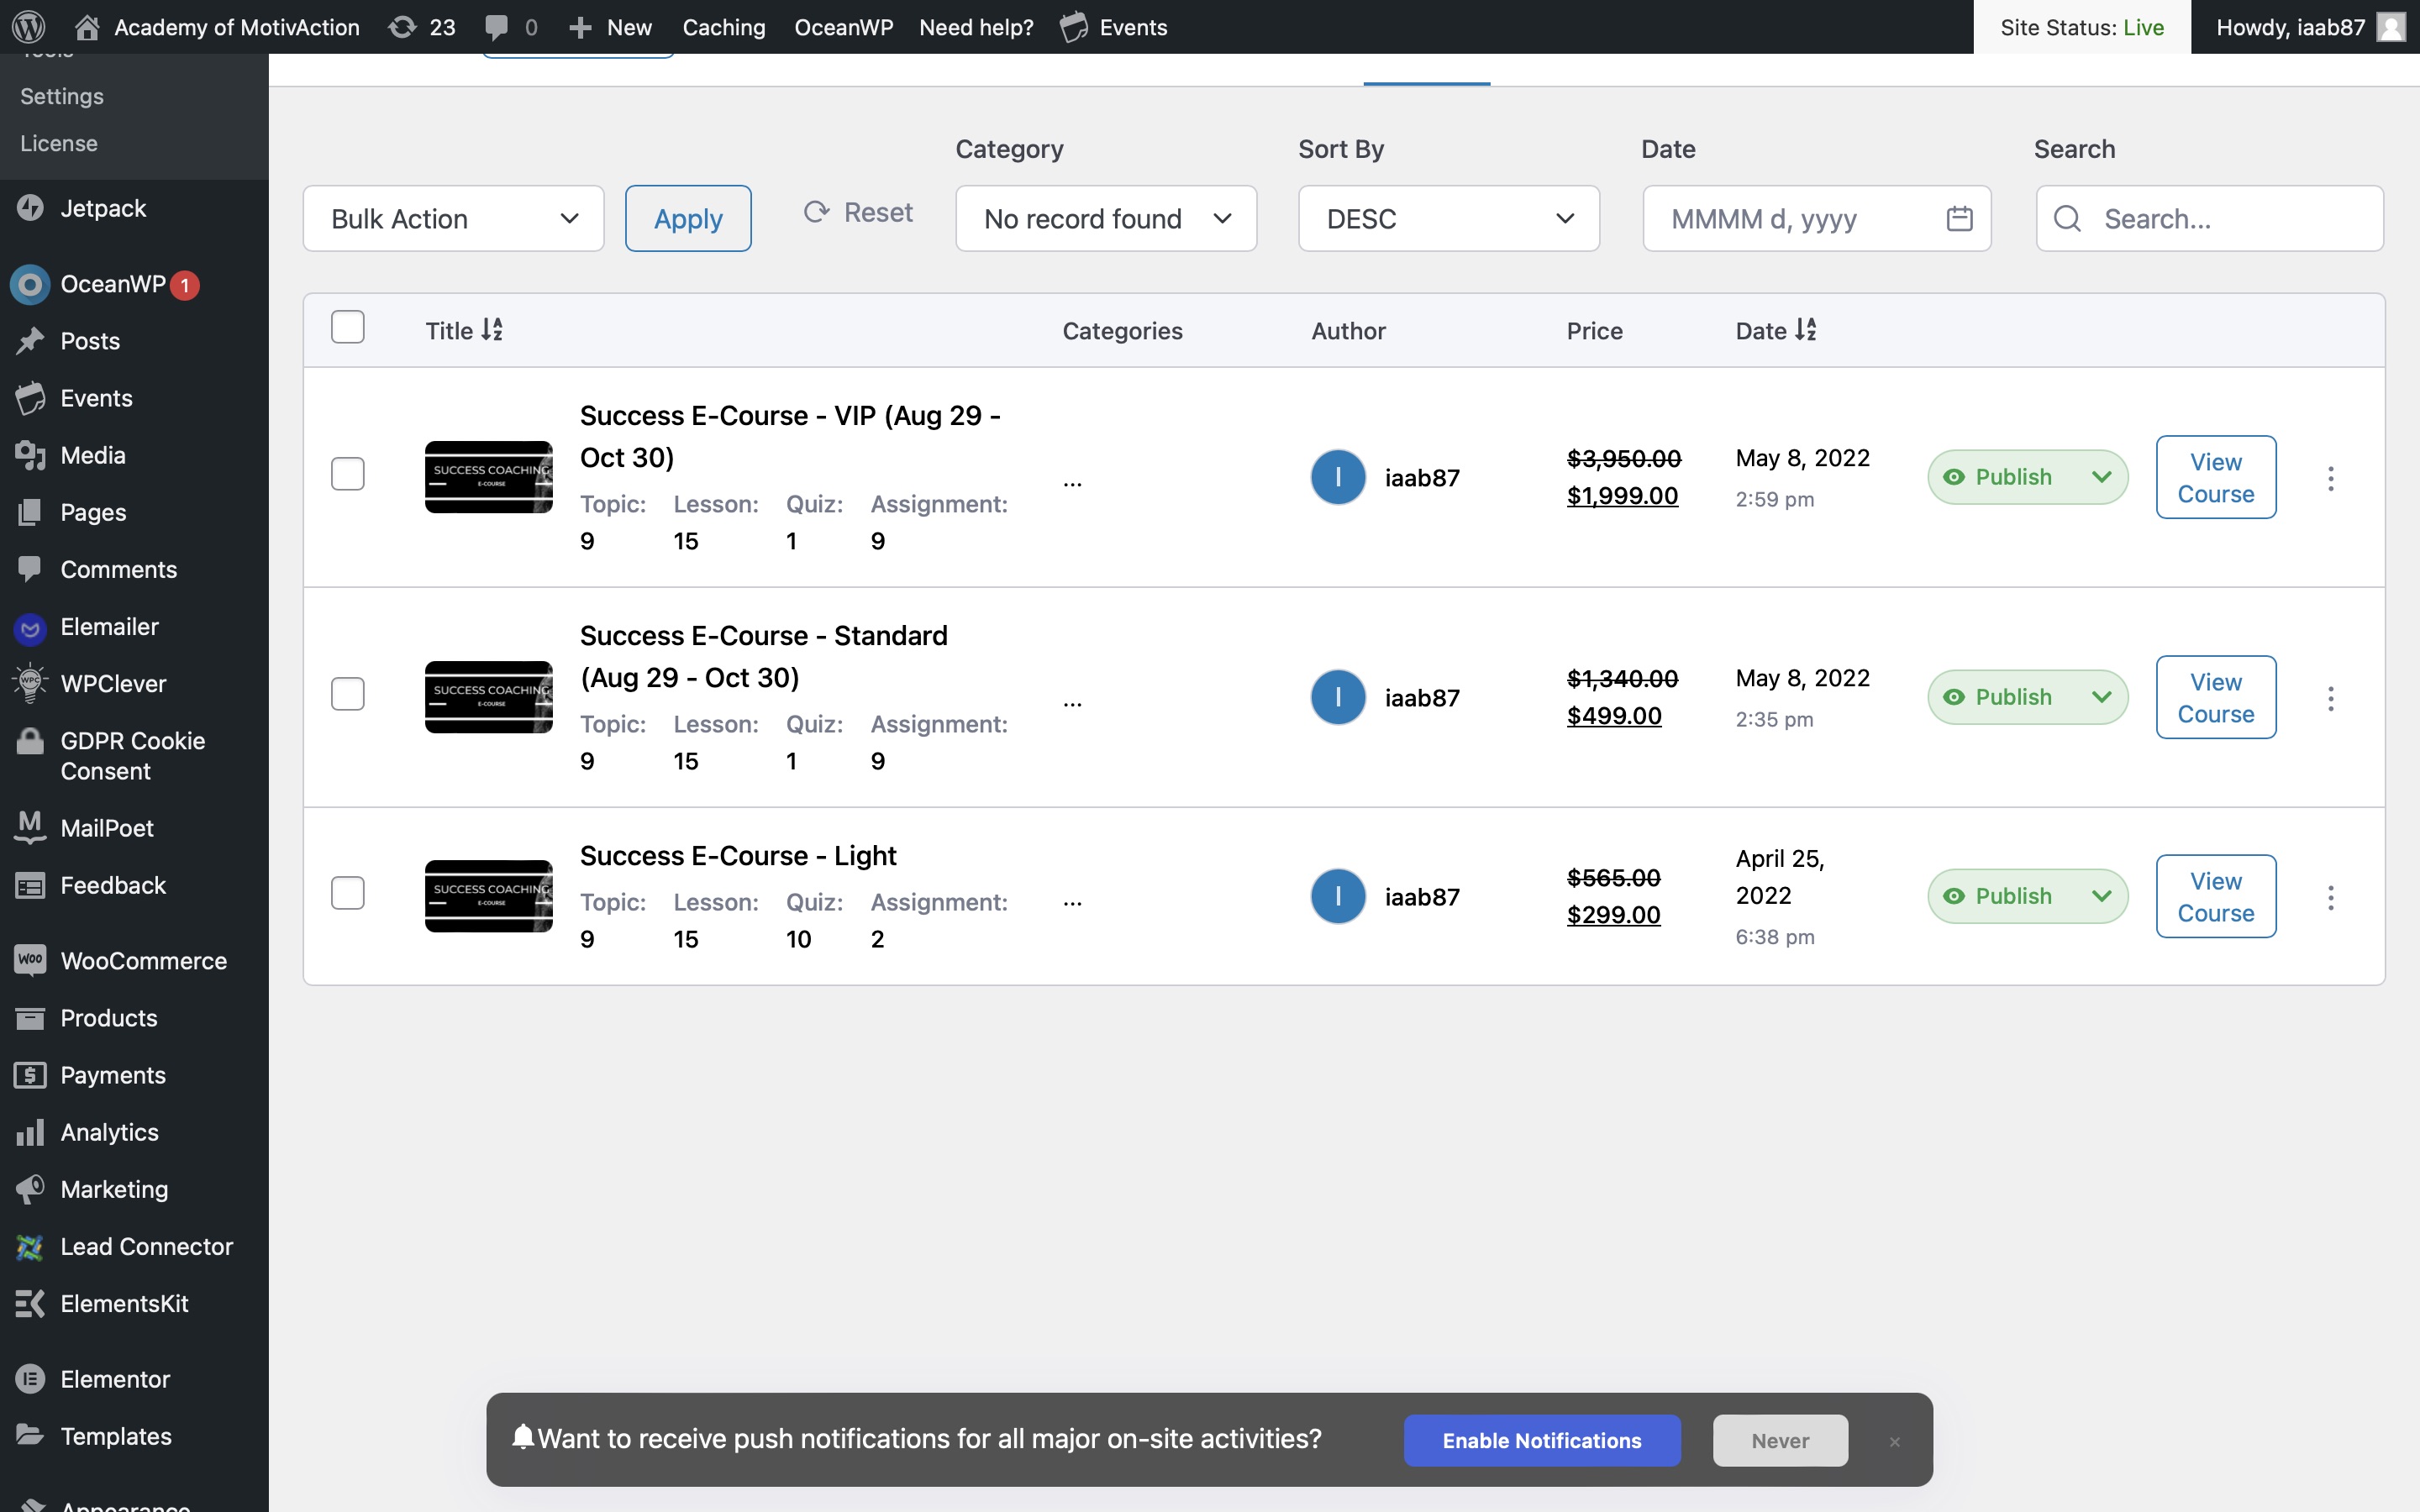 Academy of MotivAction 23 0 New Caching OceanWP Need help? Events Site Status: Live Howdy, iaab87
Tools
Settings
License
Jetpack
OceanWP 1
Posts
Events
Media
Pages
Comments
Elemailer
WPC WPClever
GDPR Cookie
Consent
MailPoet
Feedback
Woo WooCommerce
Products
Payments
Analytics
Marketing
Lead Connector
ElementsKit
Elementor
Templates
Appearance
Category Sort By Date Search
Bulk Action Apply Reset No record found DESC MMMM d, yyyy Search...
Title Categories Author Price Date
SUCCESS COACHING
E-COURSE
Success E-Course - VIP (Aug 29 -
Oct 30)
Topic: Lesson: Quiz: Assignment:
9 15 1 9
...
I iaab87
$3,950.00
$1,999.00
May 8, 2022
2:59 pm
Publish
View
Course
SUCCESS COACHING
E-COURSE
Success E-Course - Standard
(Aug 29 - Oct 30)
Topic: Lesson: Quiz: Assignment:
9 15 1 9
...
I iaab87
$1,340.00
$499.00
May 8, 2022
2:35 pm
Publish
View
Course
SUCCESS COACHING
E-COURSE
Success E-Course - Light
Topic: Lesson: Quiz: Assignment:
9 15 10 2
...
I iaab87
$565.00
$299.00
April 25,
2022
6:38 pm
Publish
View
Course
Want to receive push notifications for all major on-site activities? Enable Notifications Never ×